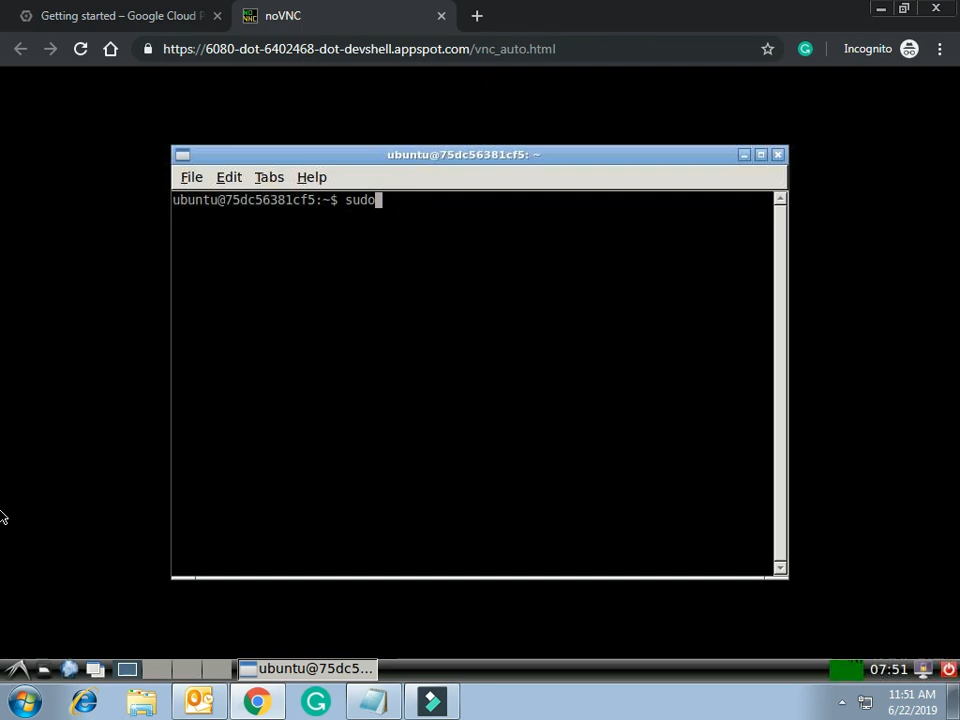 Getting started – Google Cloud P
noVNC
https://6080-dot-6402468-dot-devshell.appspot.com/vnc_auto.html
Incognito
ubuntu@75dc56381cf5: ~
File Edit Tabs Help
ubuntu@75dc56381cf5:~$ sudo
ubuntu@75dc5...
07:51
11:51 AM
6/22/2019